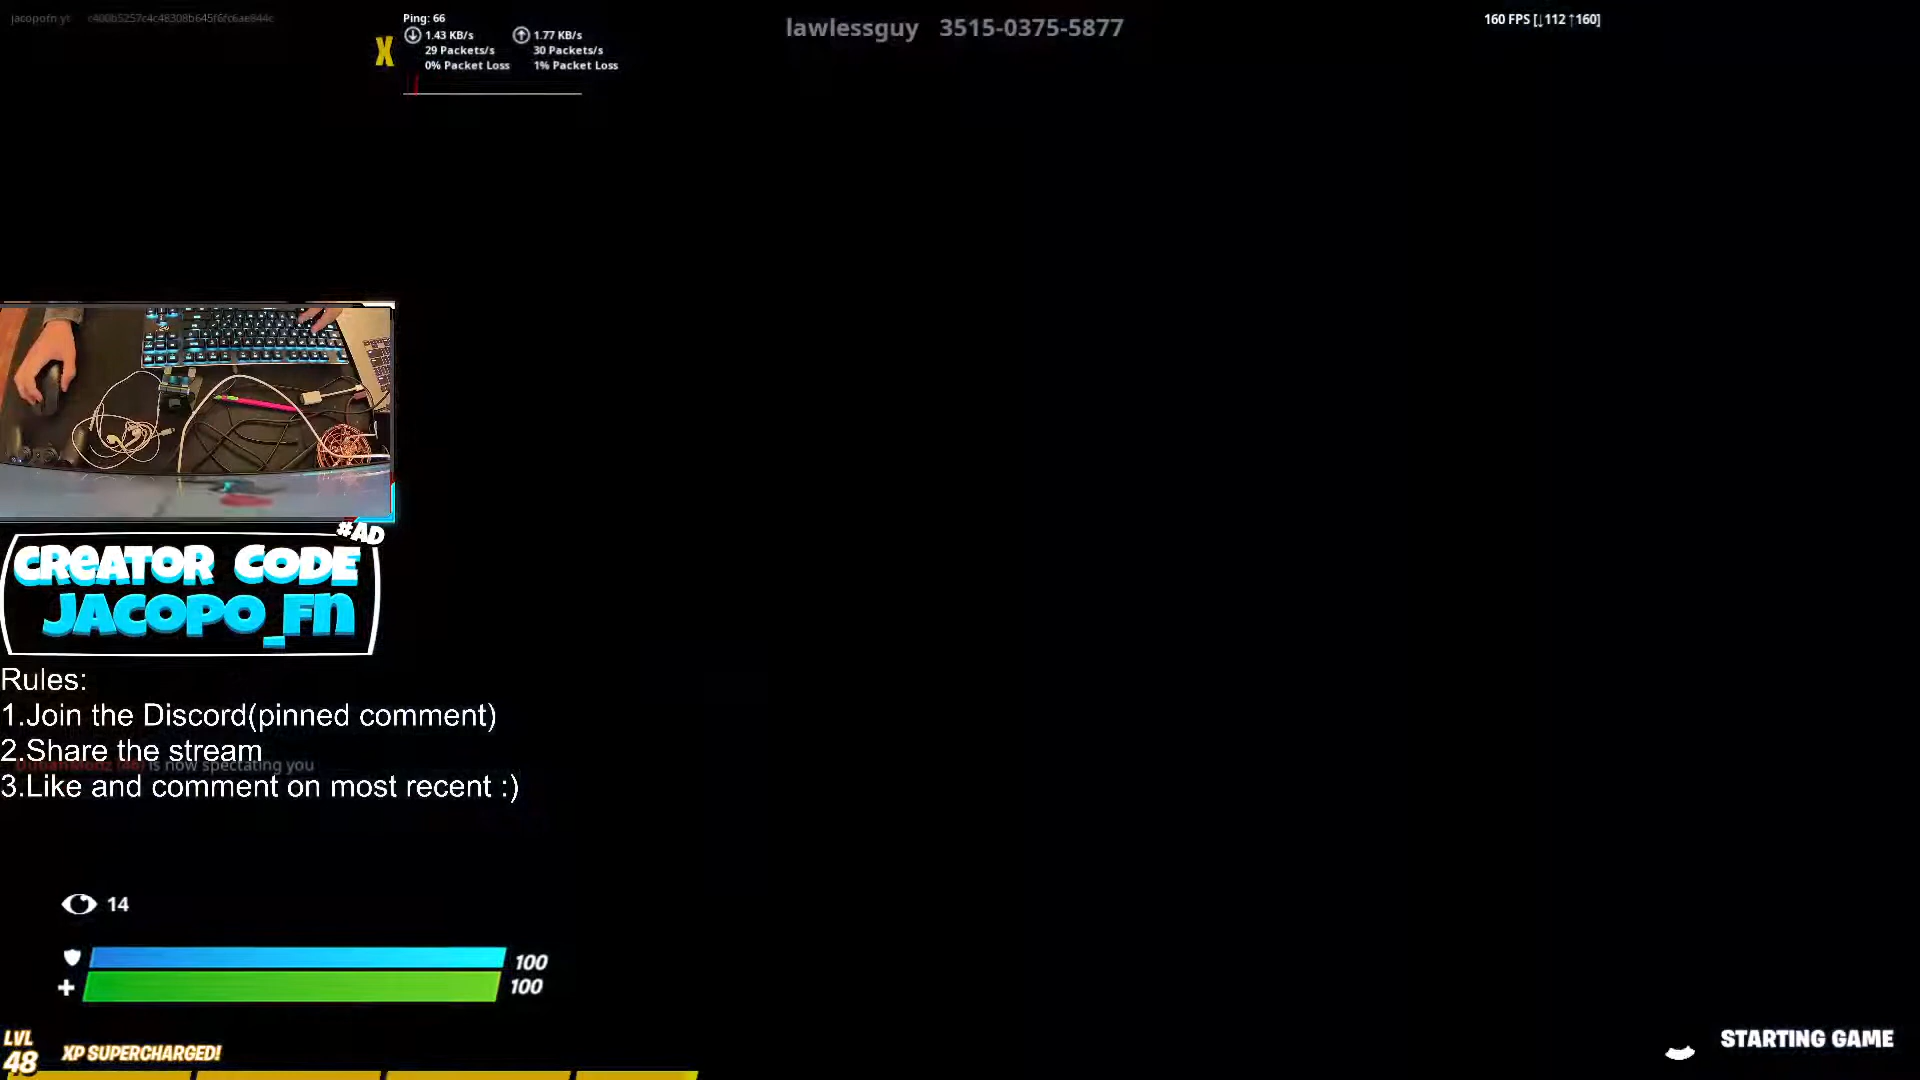 jacopofn yt
Ping: 66
1.43 KB/s 1.77 KB/s
29 Packets/s 30 Packets/s
0% Packet Loss 1% Packet Loss
X
lawlessguy 3515-0375-5877
160 FPS [↓112 ↑160]
#AD
CREATOR CODE
JACOPO_FN
Rules:
1.Join the Discord(pinned comment)
2.Share the stream
is now spectating you
3.Like and comment on most recent :)
14
100
100
LVL
48
XP SUPERCHARGED!
STARTING GAME